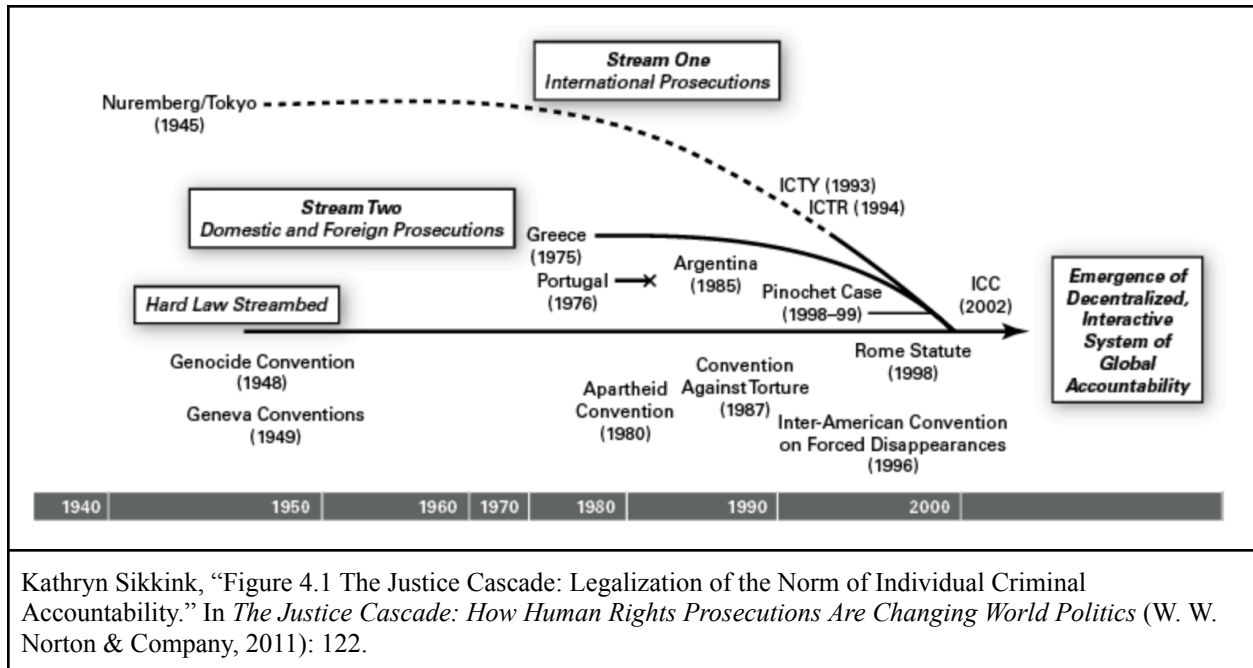 Stream One
International Prosecutions
Nuremberg/Tokyo
(1945)
ICTY (1993)
ICTR (1994)
Stream Two
Domestic and Foreign Prosecutions
Greece
(1975)
Portugal
(1976)
Argentina
(1985)
Pinochet Case
(1998–99)
ICC
(2002)
Emergence of
Decentralized,
Interactive
System of
Global
Accountability
Hard Law Streambed
Genocide Convention
(1948)
Geneva Conventions
(1949)
Apartheid
Convention
(1980)
Convention
Against Torture
(1987)
Rome Statute
(1998)
Inter-American Convention
on Forced Disappearances
(1996)
1940 1950 1960 1970 1980 1990 2000
Kathryn Sikkink, “Figure 4.1 The Justice Cascade: Legalization of the Norm of Individual Criminal
Accountability.” In The Justice Cascade: How Human Rights Prosecutions Are Changing World Politics (W. W.
Norton & Company, 2011): 122.